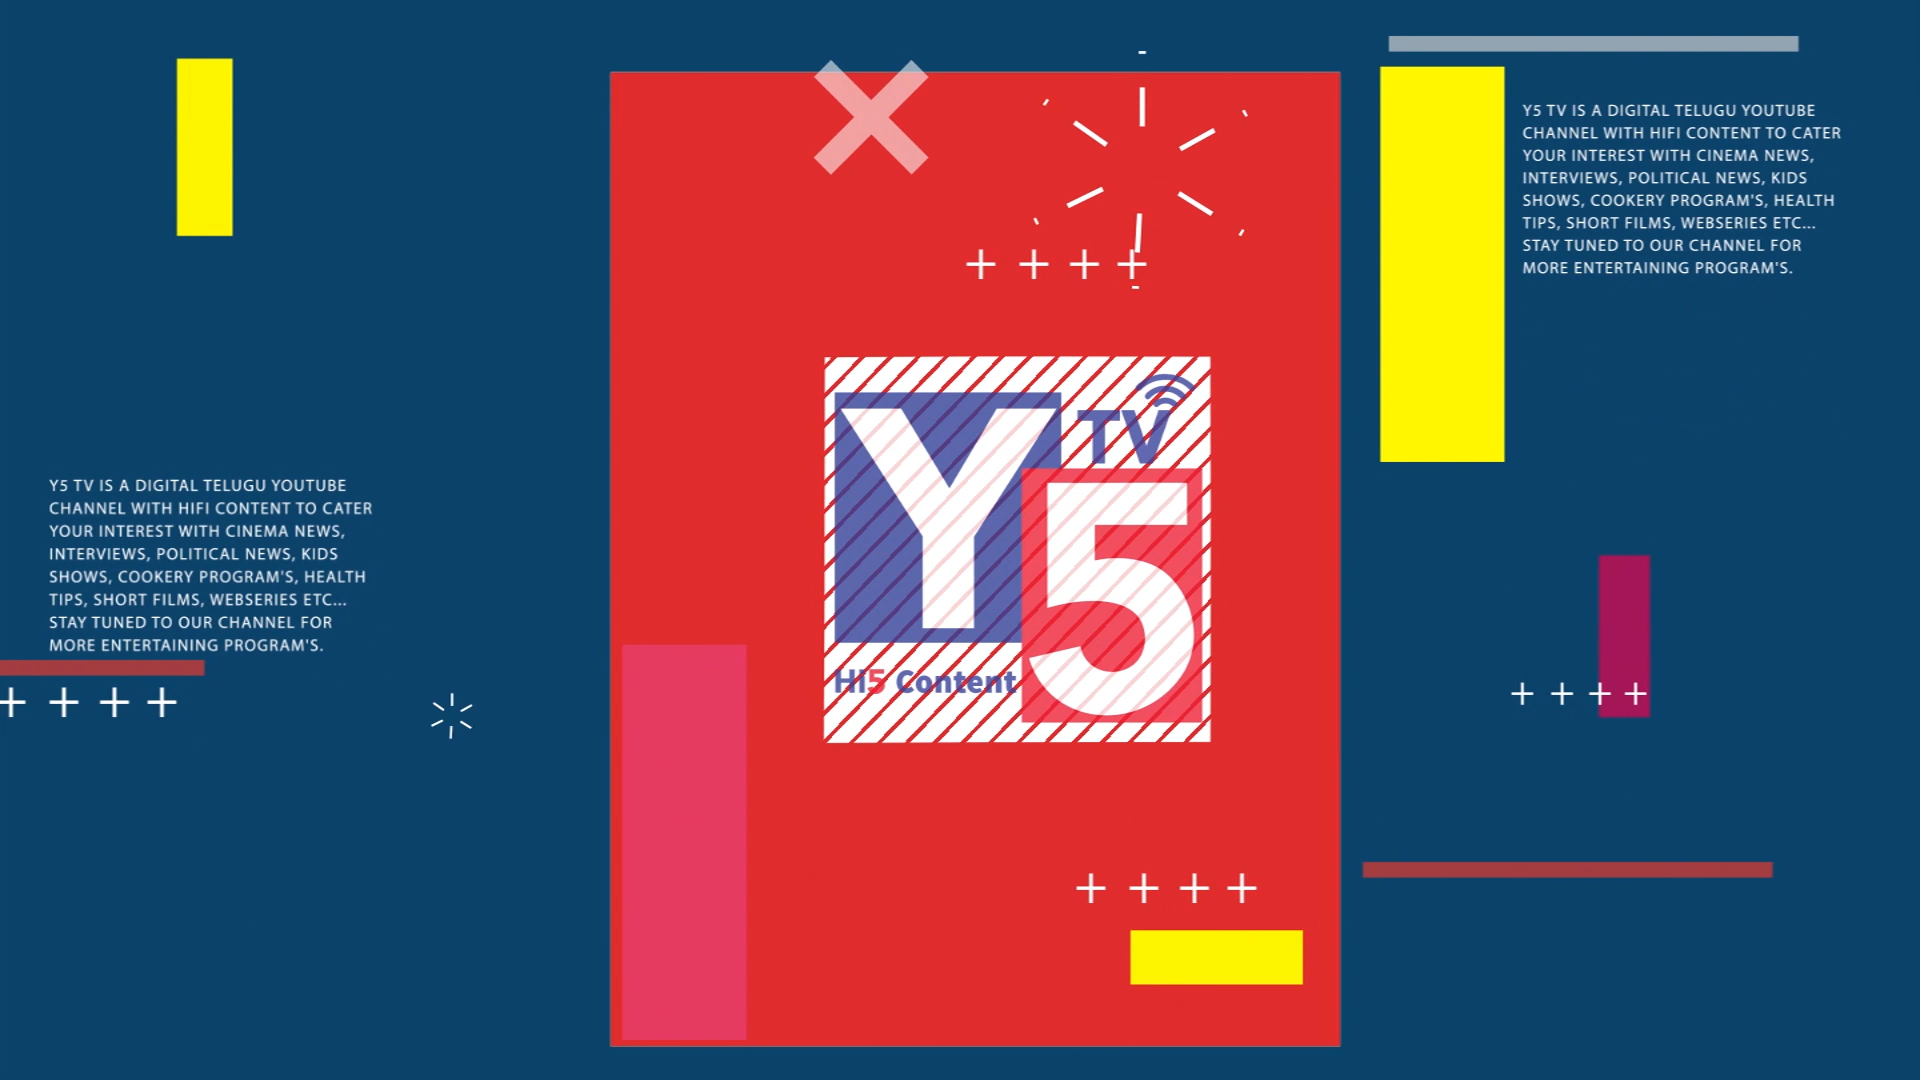 Y5 TV IS A DIGITAL TELUGU YOUTUBE
CHANNEL WITH HIFI CONTENT TO CATER
YOUR INTEREST WITH CINEMA NEWS,
INTERVIEWS, POLITICAL NEWS, KIDS
SHOWS, COOKERY PROGRAM'S, HEALTH
TIPS, SHORT FILMS, WEBSERIES ETC...
STAY TUNED TO OUR CHANNEL FOR
MORE ENTERTAINING PROGRAM'S.
Y TV
5
Hi5 Content
Y5 TV IS A DIGITAL TELUGU YOUTUBE
CHANNEL WITH HIFI CONTENT TO CATER
YOUR INTEREST WITH CINEMA NEWS,
INTERVIEWS, POLITICAL NEWS, KIDS
SHOWS, COOKERY PROGRAM'S, HEALTH
TIPS, SHORT FILMS, WEBSERIES ETC...
STAY TUNED TO OUR CHANNEL FOR
MORE ENTERTAINING PROGRAM'S.